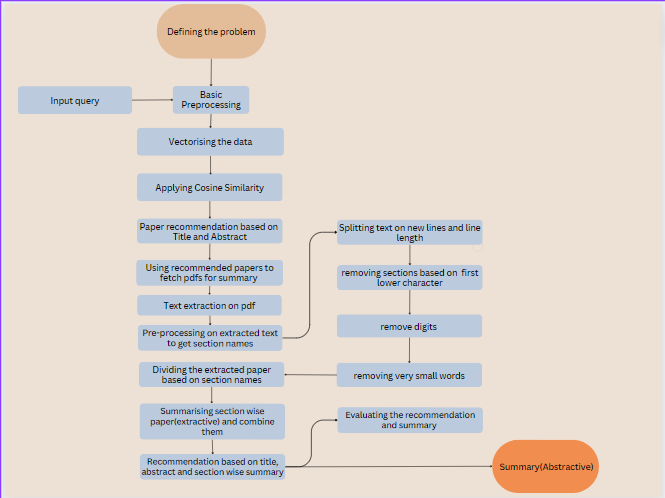 Defining the problem
Input query
Basic
Preprocessing
Vectorising the data
Applying Cosine Similarity
Paper recommendation based on
Title and Abstract
Using recommended papers to
fetch pdfs for summary
Text extraction on pdf
Pre-processing on extracted text
to get section names
Splitting text on new lines and line
length
removing sections based on first
lower character
remove digits
removing very small words
Dividing the extracted paper
based on section names
Summarising section wise
paper(extractive) and combine
them
Recommendation based on title,
abstract and section wise summary
Evaluating the recommendation
and summary
Summary(Abstractive)